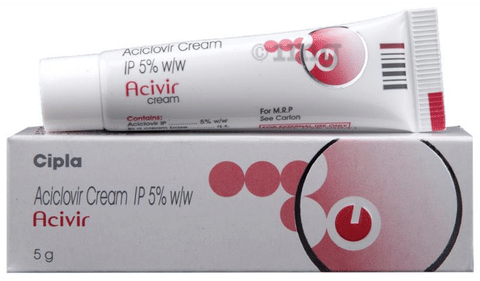 Aciclovir Cream
IP 5% w/w
Acivir
cream
Contains:
Aciclovir IP ............ 5% w/w
For M.R.P
See Carton
Cipla
Aciclovir Cream IP 5% w/w
Acivir
5 g